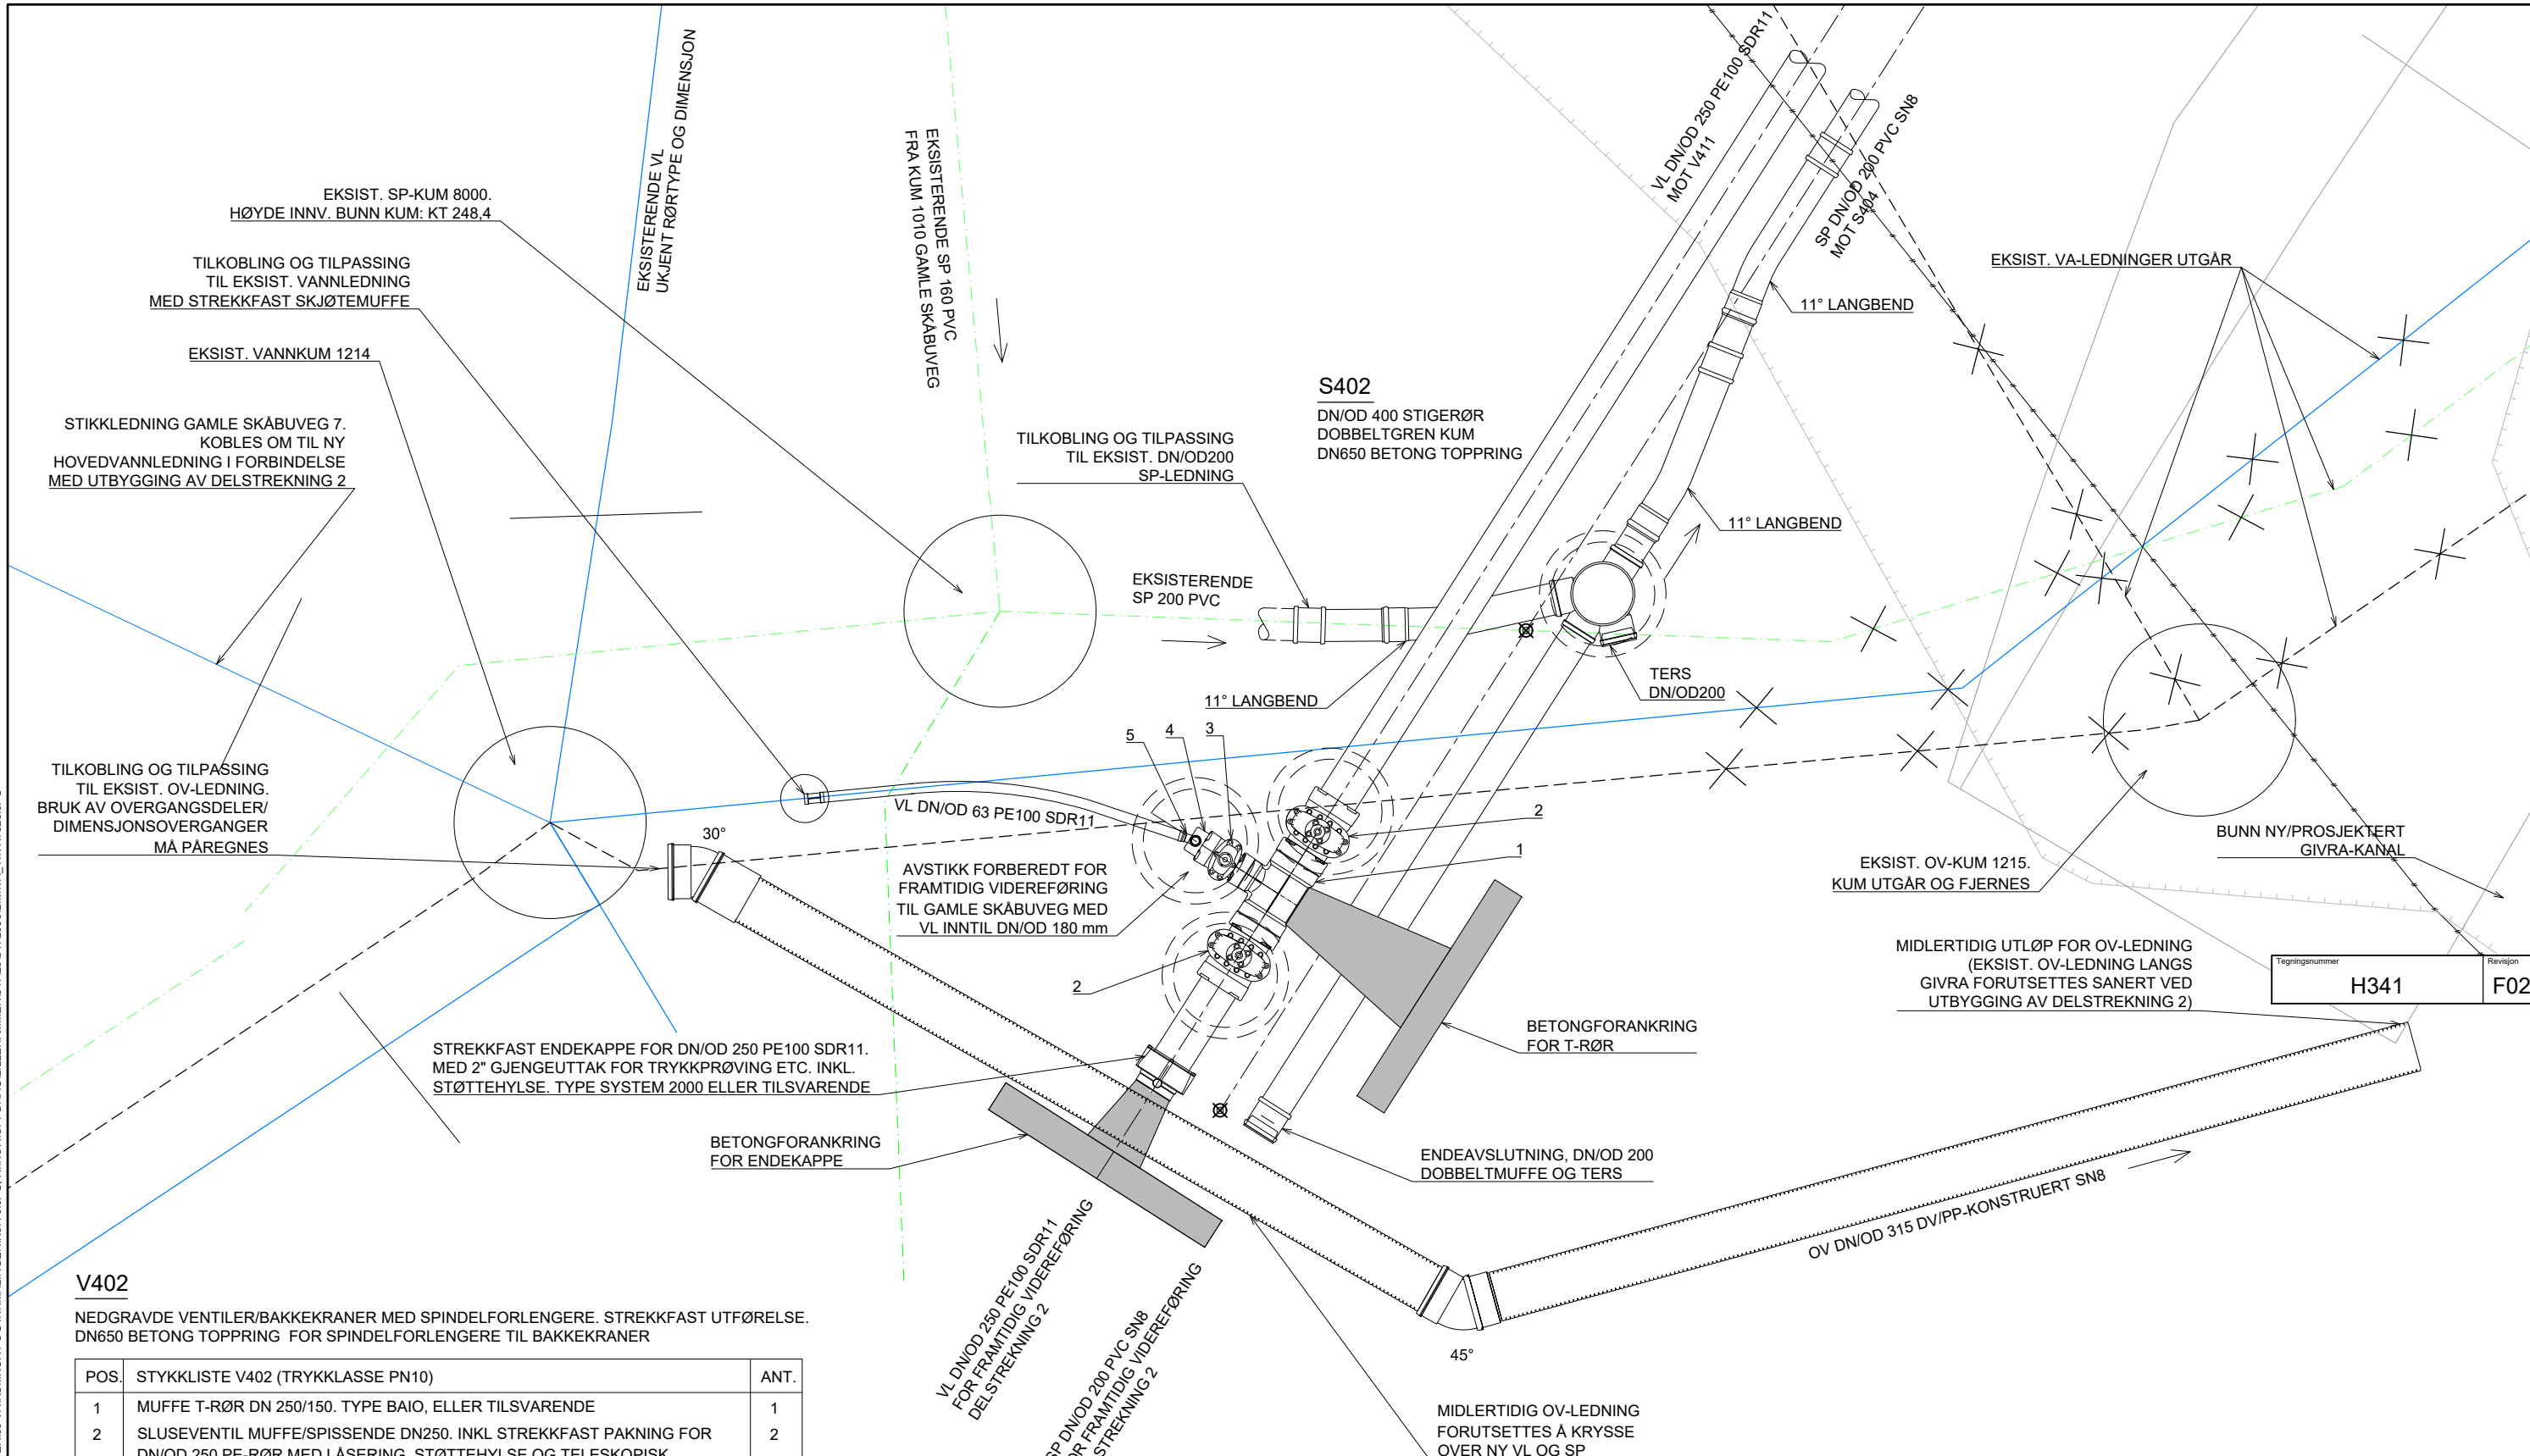 EKSIST. SP-KUM 8000.
HØYDE INNV. BUNN KUM: KT 248,4
TILKOBLING OG TILPASSING
TIL EKSIST. VANNLEDNING
MED STREKKFAST SKJØTEMUFFE
EKSIST. VANNKUM 1214
STIKKLEDNING GAMLE SKÅBUVEG 7.
KOBLES OM TIL NY
HOVEDVANNLEDNING I FORBINDELSE
MED UTBYGGING AV DELSTREKNING 2
EKSISTERENDE VL
UKJENT RØRTYPE OG DIMENSJON
EKSISTERENDE SP 160 PVC
FRA KUM 1010 GAMLE SKÅBUVEG
VL DN/OD 250 PE100 SDR11
MOT V411
SP DN/OD 200 PVC SN8
MOT S404
EKSIST. VA-LEDNINGER UTGÅR
11° LANGBEND
S402
DN/OD 400 STIGERØR
DOBBELTGREN KUM
DN650 BETONG TOPPRING
TILKOBLING OG TILPASSING
TIL EKSIST. DN/OD200
SP-LEDNING
11° LANGBEND
EKSISTERENDE
SP 200 PVC
11° LANGBEND
TERS
DN/OD200
5
4
3
2
1
2
TILKOBLING OG TILPASSING
TIL EKSIST. OV-LEDNING.
BRUK AV OVERGANGSDELER/
DIMENSJONSOVERGANGER
MÅ PÅREGNES
30°
VL DN/OD 63 PE100 SDR11
AVSTIKK FORBEREDT FOR
FRAMTIDIG VIDEREFØRING
TIL GAMLE SKÅBUVEG MED
VL INNTIL DN/OD 180 mm
BUNN NY/PROSJEKTERT
GIVRA-KANAL
EKSIST. OV-KUM 1215.
KUM UTGÅR OG FJERNES
MIDLERTIDIG UTLØP FOR OV-LEDNING
(EKSIST. OV-LEDNING LANGS
GIVRA FORUTSETTES SANERT VED
UTBYGGING AV DELSTREKNING 2)
Tegningsnummer
H341
Revisjon
F02
STREKKFAST ENDEKAPPE FOR DN/OD 250 PE100 SDR11.
MED 2" GJENGEUTTAK FOR TRYKKPRØVING ETC. INKL.
STØTTEHYLSE. TYPE SYSTEM 2000 ELLER TILSVARENDE
BETONGFORANKRING
FOR T-RØR
BETONGFORANKRING
FOR ENDEKAPPE
ENDEAVSLUTNING, DN/OD 200
DOBBELTMUFFE OG TERS
OV DN/OD 315 DV/PP-KONSTRUERT SN8
VL DN/OD 250 PE100 SDR11
FOR FRAMTIDIG VIDEREFØRING
DELSTREKNING 2
SP DN/OD 200 PVC SN8
FOR FRAMTIDIG VIDEREFØRING
DELSTREKNING 2
45°
MIDLERTIDIG OV-LEDNING
FORUTSETTES Å KRYSSE
OVER NY VL OG SP
V402
NEDGRAVDE VENTILER/BAKKEKRANER MED SPINDELFORLENGERE. STREKKFAST UTFØRELSE.
DN650 BETONG TOPPRING FOR SPINDELFORLENGERE TIL BAKKEKRANER
POS. STYKKLISTE V402 (TRYKKLASSE PN10) ANT.
1 MUFFE T-RØR DN 250/150. TYPE BAIO, ELLER TILSVARENDE 1
2 SLUSEVENTIL MUFFE/SPISSENDE DN250. INKL STREKKFAST PAKNING FOR 2
DN/OD 250 PE-RØR MED LÅSERING, STØTTEHYLSE OG TELESKOPISK